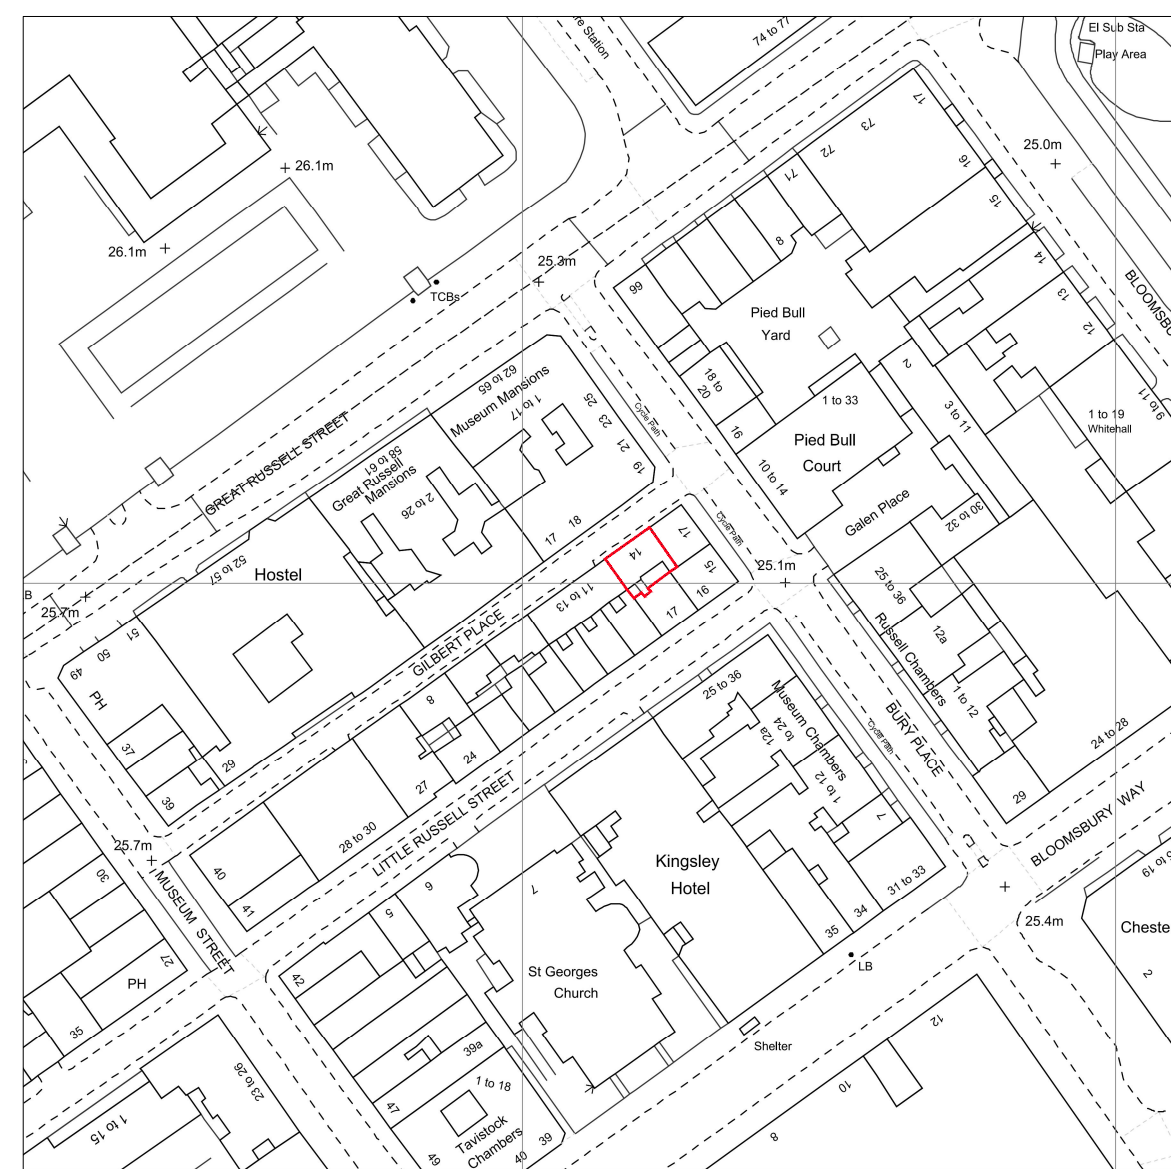 74 to 77
El Sub Sta
Play Area
26.1m
25.0m
17
73
72
16
71
15
8
14
26.1m
25.3m
TCBs
66
13
12
Pied Bull
Yard
62 to 65
Museum Mansions
1 to 17
25
23
21
19
Cycle Path
18 to
20
16
2
1 to 33
3 to 11
9 to 11
1 to 19
Whitehall
GREAT RUSSELL STREET
58 to 61
Great Russell
Mansions
2 to 26
Pied Bull
Court
10 to 14
Galen Place
30 to 32
17
18
14
17
15
16
17
Cycle Path
25.1m
52 to 57
Hostel
B
25.7m
11 to 13
GILBERT PLACE
25 to 36
12a
Russell Chambers
1 to 12
51
50
49
PH
37
39
29
8
27
24
28 to 30
LITTLE RUSSELL STREET
25 to 36
Museum Chambers
12a
to 24
1 to 12
7
Cycle Path
BURY PLACE
24 to 28
29
BLOOMSBURY WAY
25.7m
40
41
MUSEUM STREET
30
27
PH
35
6
5
7
Kingsley
Hotel
31 to 33
34
35
LB
25.4m
2
St Georges
Church
42
39a
1 to 18
47
Tavistock
Chambers
49
40
39
Shelter
12
10
8
23 to 26
1 to 15